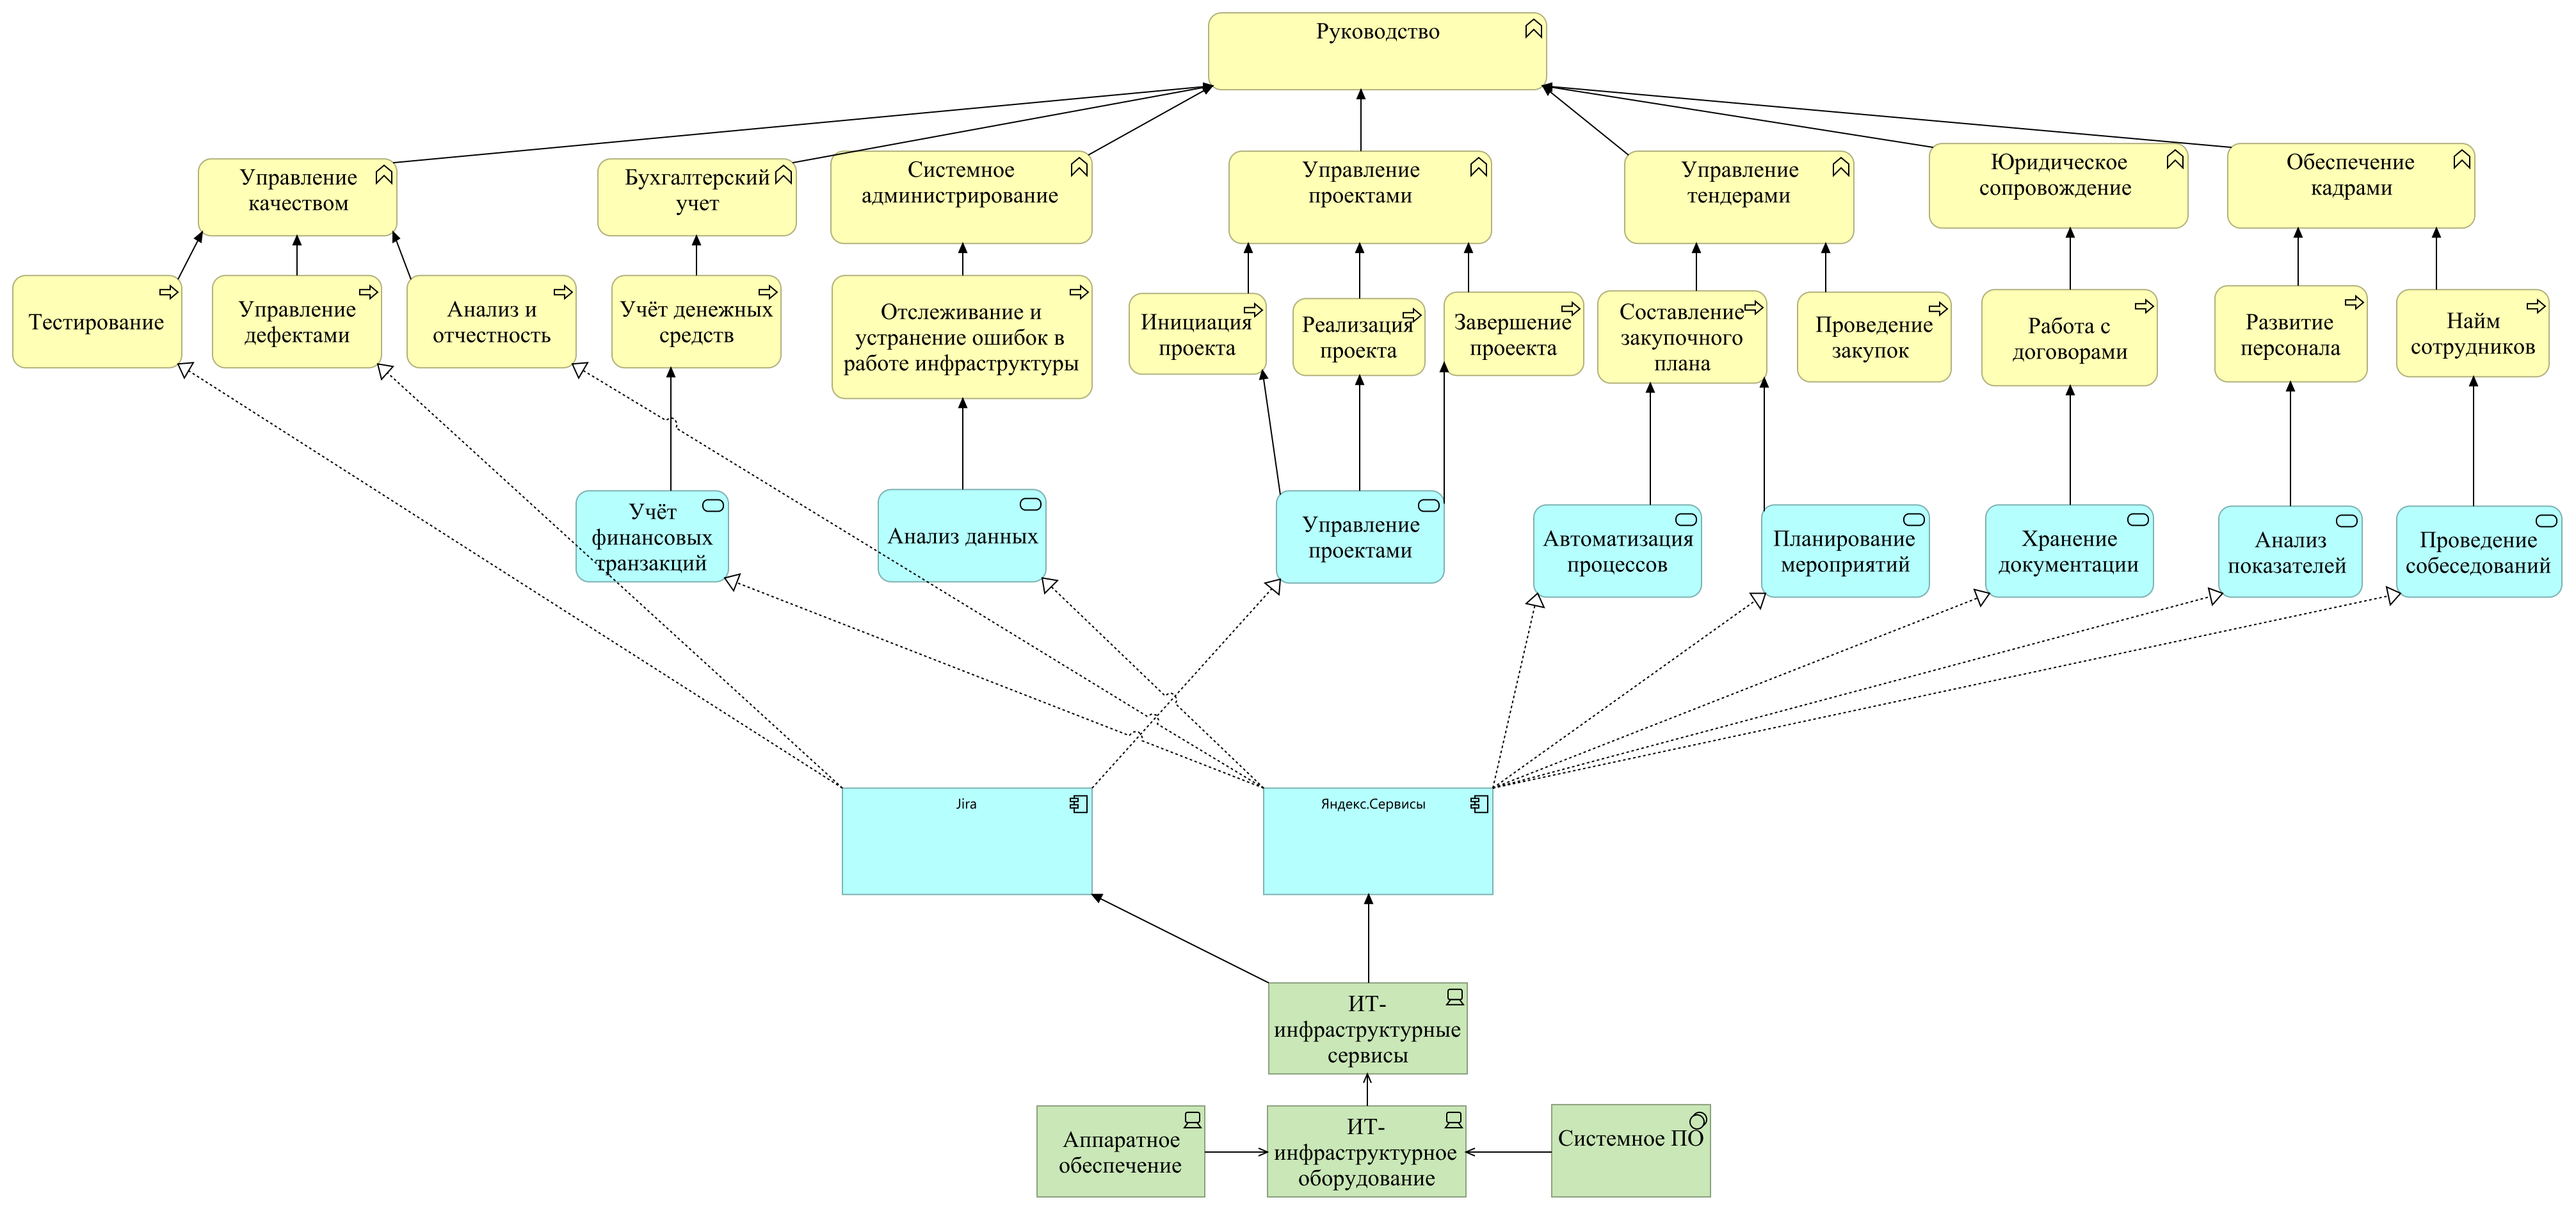 Руководство
Управление
качеством
Бухгалтерский
учет
Системное
администрирование
Управление
проектами
Управление
тендерами
Юридическое
сопровождение
Обеспечение
кадрами
Тестирование
Управление
дефектами
Анализ и
отчестность
Учёт денежных
средств
Отслеживание и
устранение ошибок в
работе инфраструктуры
Инициация
проекта
Реализация
проекта
Завершение
проеекта
Составление
закупочного
плана
Проведение
закупок
Работа с
договорами
Развитие
персонала
Найм
сотрудников
Учёт
финансовых
транзакций
Анализ данных
Управление
проектами
Автоматизация
процессов
Планирование
мероприятий
Хранение
документации
Анализ
показателей
Проведение
собеседований
Jira
Яндекс.Сервисы
ИТ-
инфраструктурные
сервисы
Аппаратное
обеспечение
ИТ-
инфраструктурное
оборудование
Системное ПО